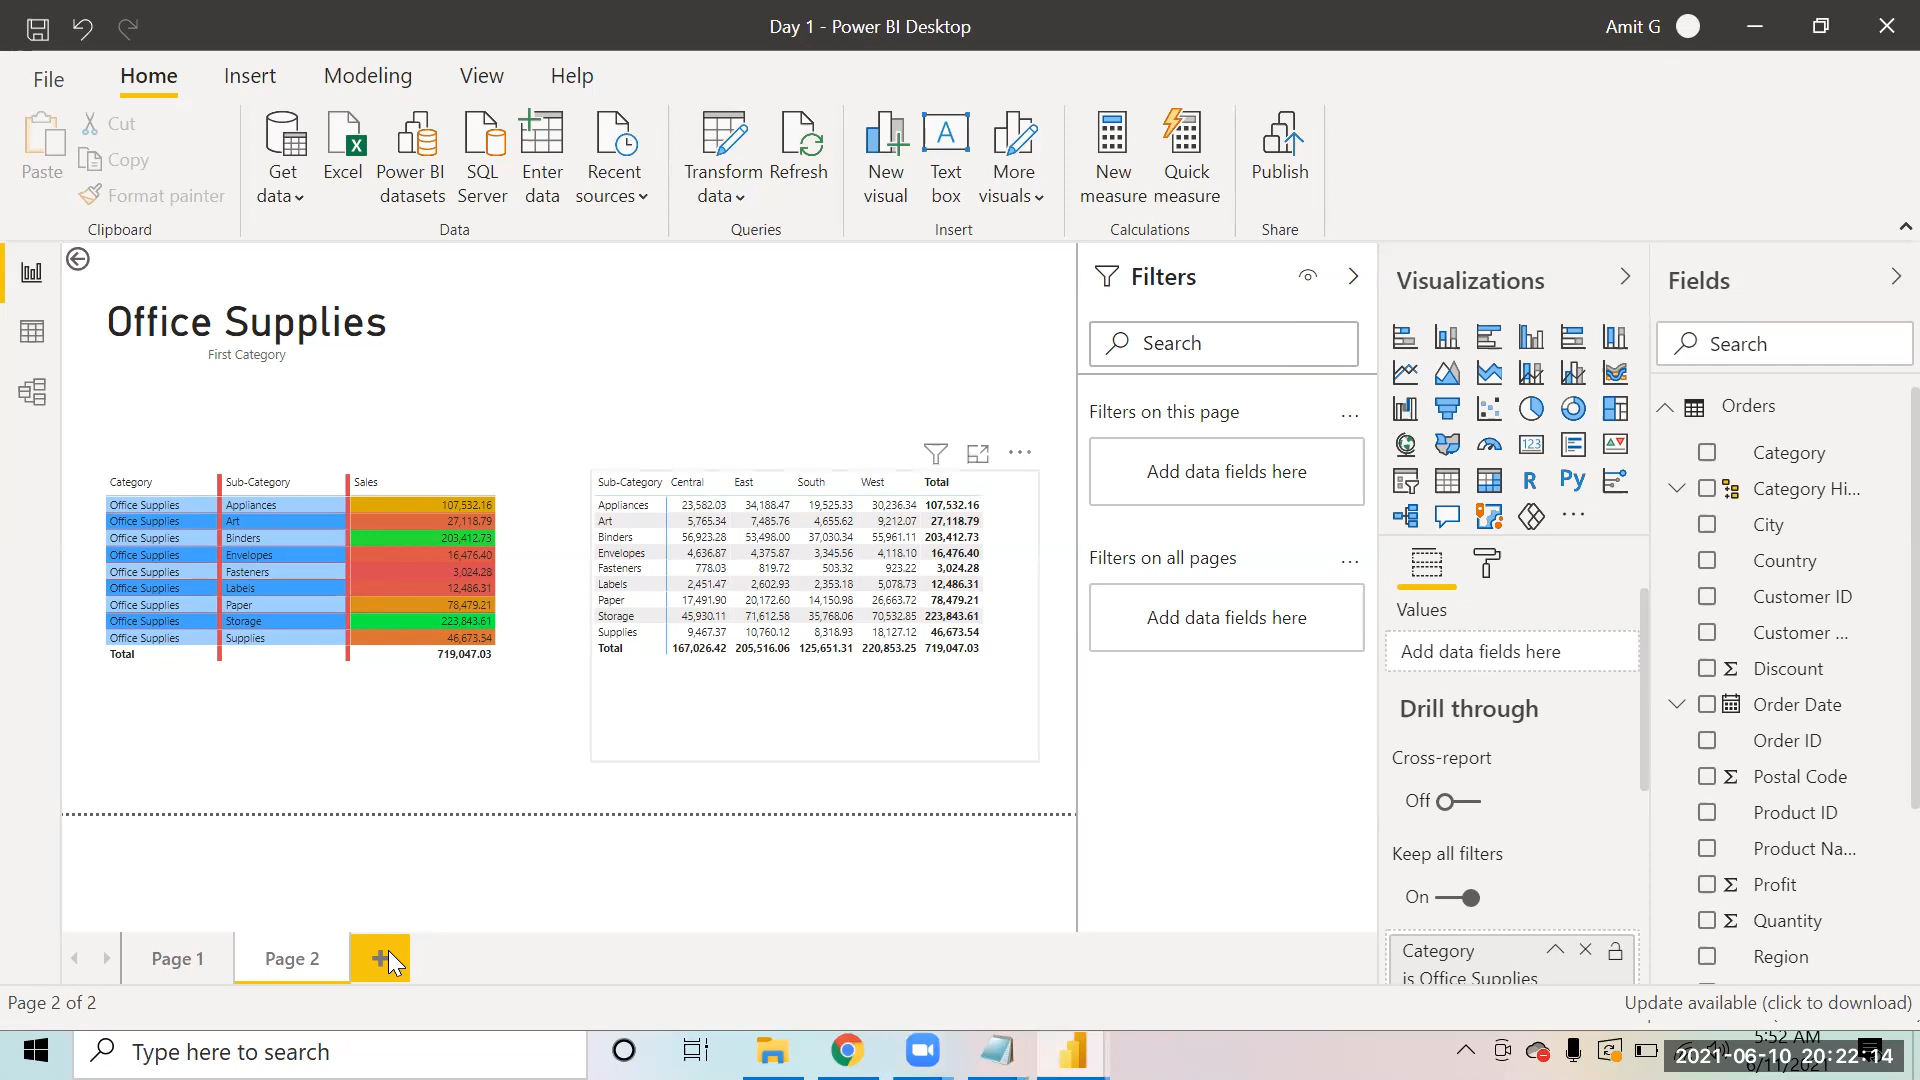 Day 1 - Power BI Desktop
Amit G
File
Home
Insert
Modeling
View
Help
Paste
Cut
Copy
Format painter
Clipboard
Get data
Excel
Power BI datasets
SQL Server
Enter data
Recent sources
Data
Transform data
Refresh
Queries
New visual
Text box
More visuals
Insert
New measure
Quick measure
Calculations
Publish
Share
Office Supplies
First Category
Category Sub-Category Sales
Office Supplies Appliances 107,532.16
Office Supplies Art 27,118.79
Office Supplies Binders 203,412.73
Office Supplies Envelopes 16,476.40
Office Supplies Fasteners 3,024.28
Office Supplies Labels 12,486.31
Office Supplies Paper 78,479.21
Office Supplies Storage 223,843.61
Office Supplies Supplies 46,673.54
Total 719,047.03
Sub-Category Central East South West Total
Appliances 23,582.03 34,188.47 19,525.33 30,236.34 107,532.16
Art 5,765.34 7,485.76 4,655.62 9,212.07 27,118.79
Binders 56,923.28 53,498.00 37,030.34 55,961.11 203,412.73
Envelopes 4,636.87 4,375.87 3,345.56 4,118.10 16,476.40
Fasteners 778.03 819.72 503.32 923.22 3,024.28
Labels 2,451.47 2,602.93 2,353.18 5,078.73 12,486.31
Paper 17,491.90 20,172.60 14,150.98 26,663.72 78,479.21
Storage 45,930.11 71,612.58 35,768.06 70,532.85 223,843.61
Supplies 9,467.37 10,760.12 8,318.93 18,127.12 46,673.54
Total 167,026.42 205,516.06 125,651.31 220,853.25 719,047.03
Filters
Search
Filters on this page
Add data fields here
Filters on all pages
Add data fields here
Visualizations
123
R
Py
Values
Add data fields here
Drill through
Cross-report
Off
Keep all filters
On
Category
is Office Supplies
Fields
Search
Orders
Category
Category Hi...
City
Country
Customer ID
Customer ...
Discount
Order Date
Order ID
Postal Code
Product ID
Product Na...
Profit
Quantity
Region
Page 1
Page 2
Page 2 of 2
Update available (click to download)
Type here to search
5:52 AM
2021-06-10 20:22:14